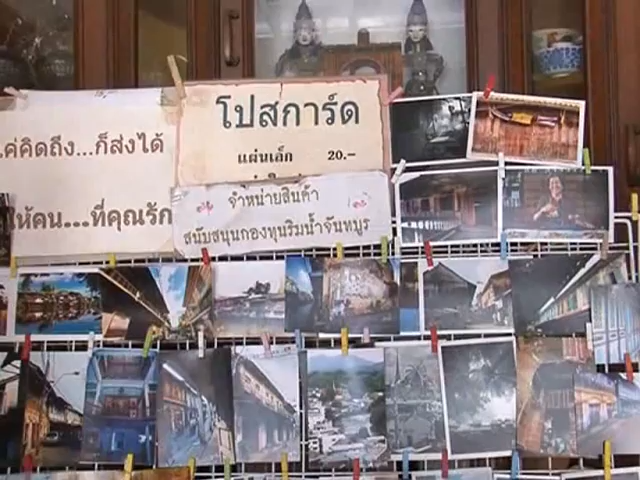 แค่คิดถึง...ก็ส่งได้
ให้คน...ที่คุณรัก
โปสการ์ด
แผ่นเล็ก 20.–
จำหน่ายสินค้า
สนับสนุนกองทุนริมน้ำจันทบูร